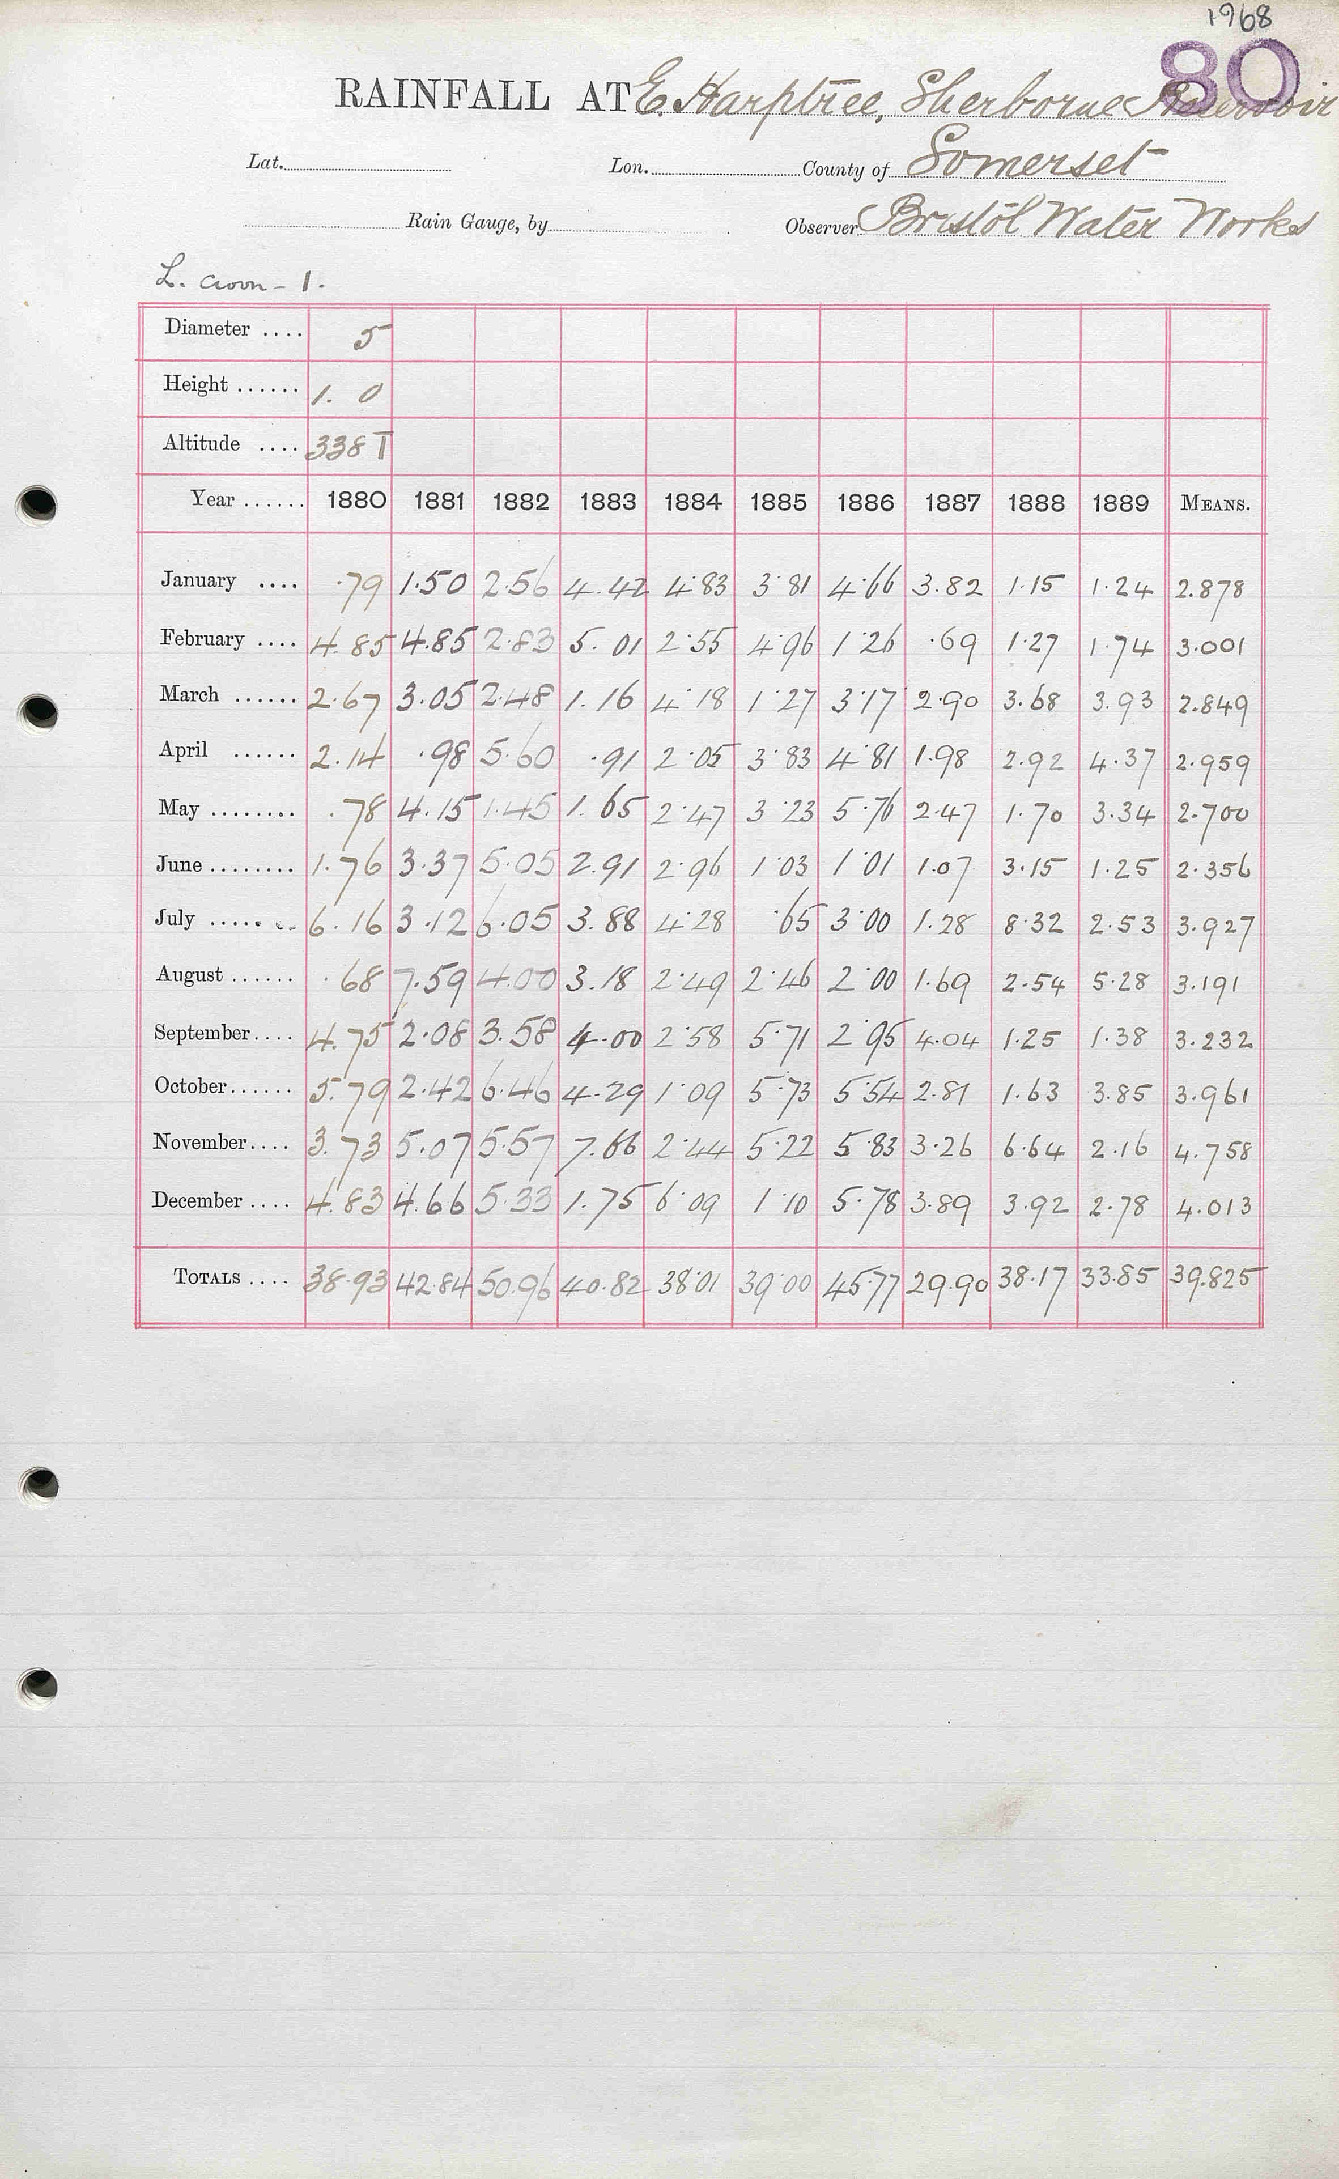 1968
80
RAINFALL AT E. Harptree, Sherborne Reservoir
Lat. Lon. County of Somerset
Rain Gauge, by Observer Bristol Water Works
Diameter .... 5
Height ...... 1. 0
Altitude .... 338 T
Year ...... 1880 1881 1882 1883 1884 1885 1886 1887 1888 1889 MEANS.
January .... .79 1.50 2.56 4.42 4.83 3.81 4.66 3.82 1.15 1.24 2.878
February .... 4.85 4.85 2.83 5.01 2.55 4.96 1.26 .69 1.27 1.74 3.001
March ...... 2.67 3.05 2.48 1.16 4.18 1.27 3.17 2.90 3.68 3.93 2.849
April ...... 2.14 .98 5.60 .91 2.05 3.83 4.81 1.98 2.92 4.37 2.959
May ........ .78 4.15 1.45 1.65 2.47 3.23 5.76 2.47 1.70 3.34 2.700
June ........ 1.76 3.37 5.05 2.91 2.96 1.03 1.01 1.07 3.15 1.25 2.356
July ........ 6.16 3.12 6.05 3.88 4.28 .65 3.00 1.28 8.32 2.53 3.927
August ...... .68 7.59 4.00 3.18 2.49 2.46 2.00 1.69 2.54 5.28 3.191
September.... 4.75 2.08 3.58 4.00 2.58 5.71 2.95 4.04 1.25 1.38 3.232
October...... 5.79 2.42 6.46 4.29 1.09 5.73 5.54 2.81 1.63 3.85 3.961
November.... 3.73 5.07 5.57 7.66 2.44 5.22 5.83 3.26 6.64 2.16 4.758
December .... 4.83 4.66 5.33 1.75 6.09 1.10 5.78 3.89 3.92 2.78 4.013
TOTALS .... 38.93 42.84 50.96 40.82 38.01 39.00 45.77 29.90 38.17 33.85 39.825